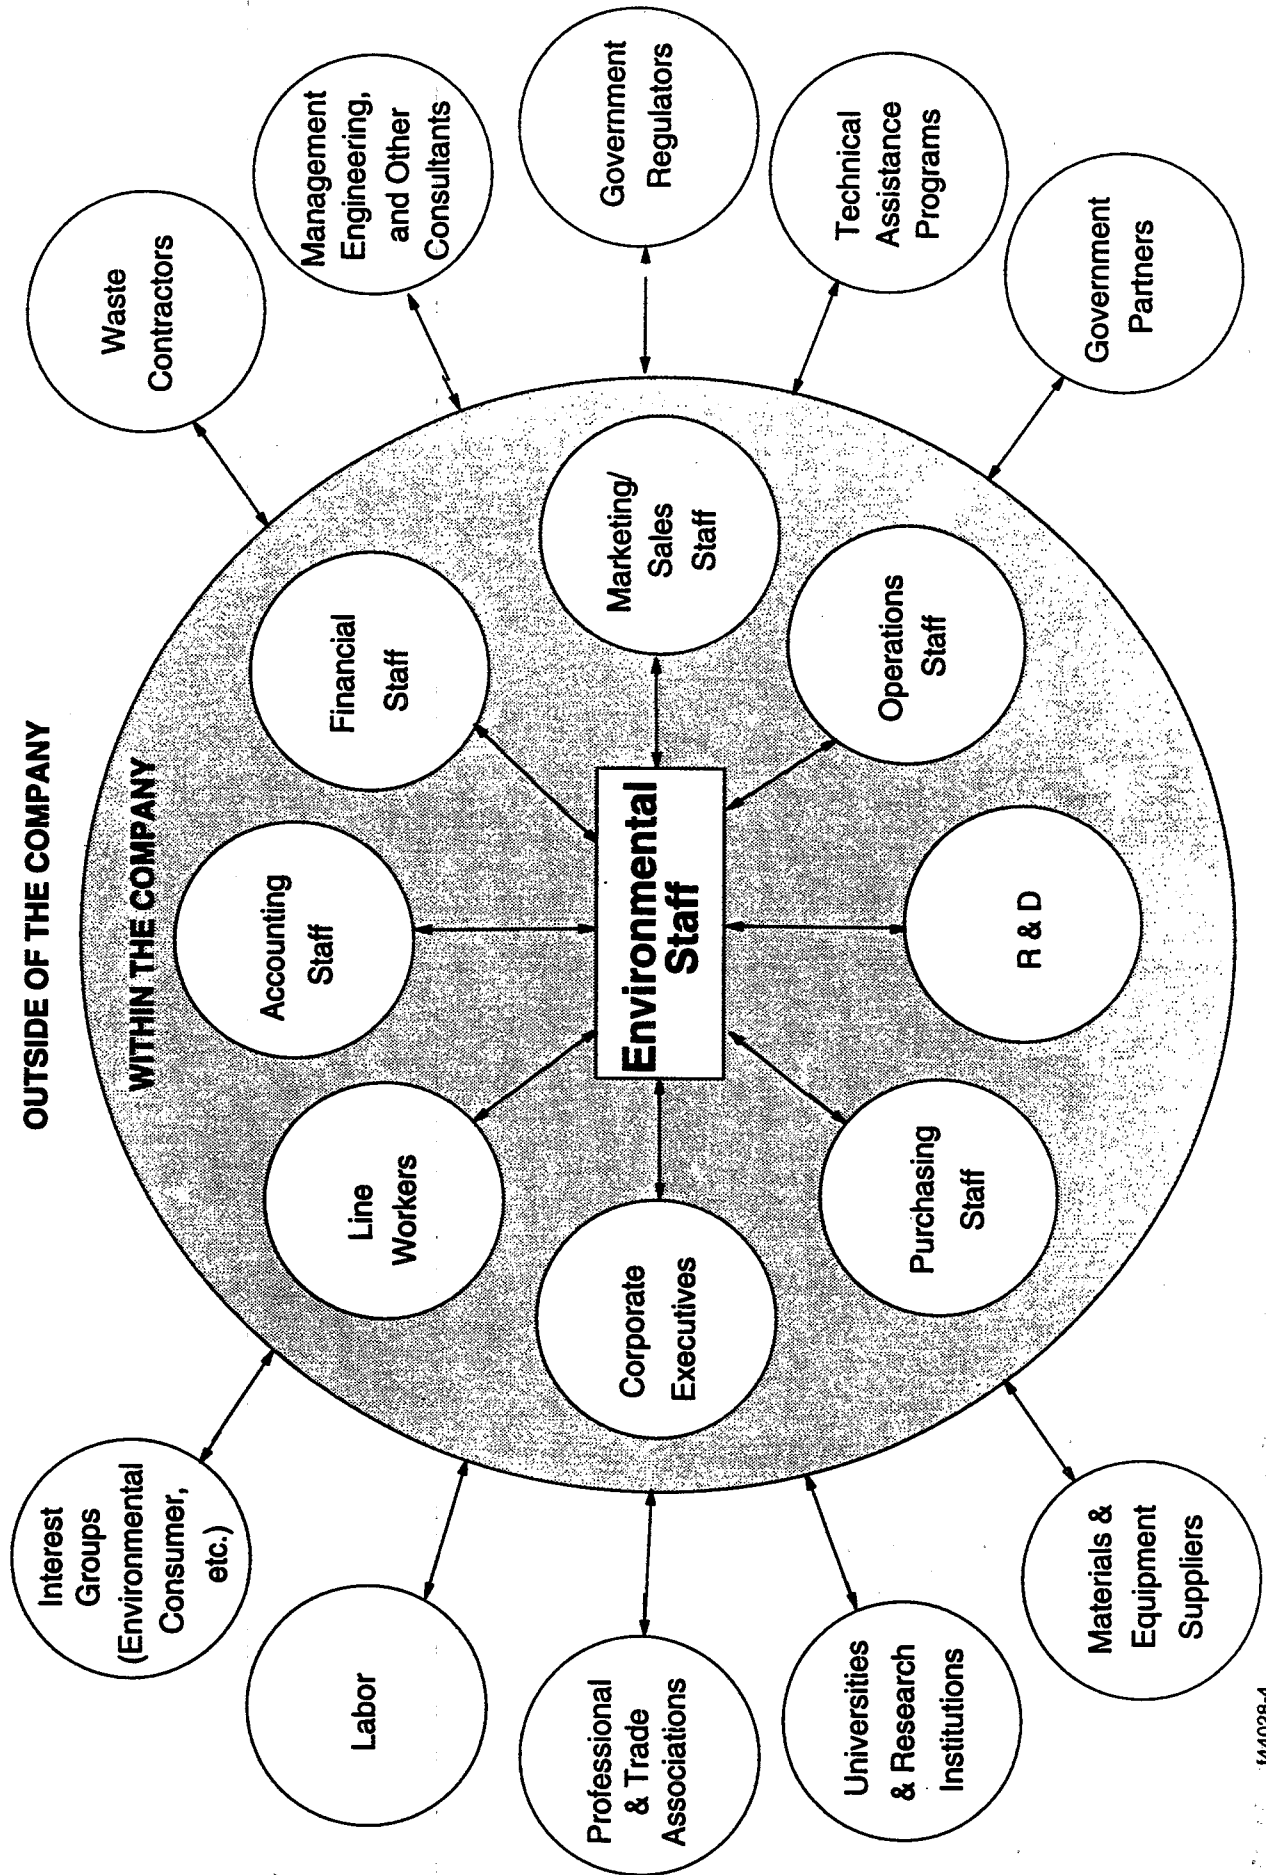 OUTSIDE OF THE COMPANY
WITHIN THE COMPANY
Interest
Groups
(Environmental
Consumer,
etc.)
Labor
Professional
& Trade
Associations
Universities
& Research
Institutions
Materials &
Equipment
Suppliers
Line
Workers
Accounting
Staff
Financial
Staff
Corporate
Executives
Environmental
Staff
Marketing/
Sales
Staff
Purchasing
Staff
R & D
Operations
Staff
Waste
Contractors
Management
Engineering,
and Other
Consultants
Government
Regulators
Technical
Assistance
Programs
Government
Partners
f44028-4